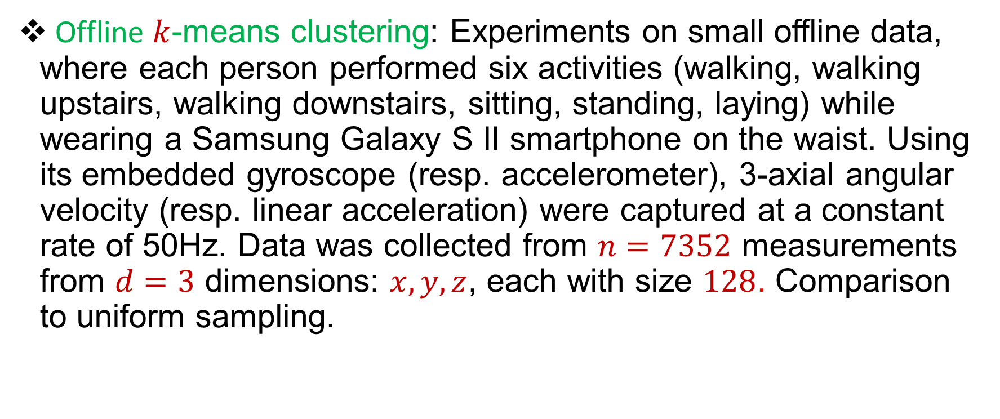 ❖ Offline k-means clustering: Experiments on small offline data,
where each person performed six activities (walking, walking
upstairs, walking downstairs, sitting, standing, laying) while
wearing a Samsung Galaxy S II smartphone on the waist. Using
its embedded gyroscope (resp. accelerometer), 3-axial angular
velocity (resp. linear acceleration) were captured at a constant
rate of 50Hz. Data was collected from n = 7352 measurements
from d = 3 dimensions: x, y, z, each with size 128. Comparison
to uniform sampling.